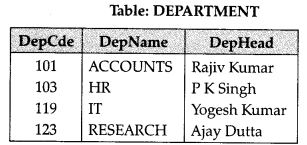 Table: DEPARTMENT
DepCde DepName DepHead
101 ACCOUNTS Rajiv Kumar
103 HR P K Singh
119 IT Yogesh Kumar
123 RESEARCH Ajay Dutta